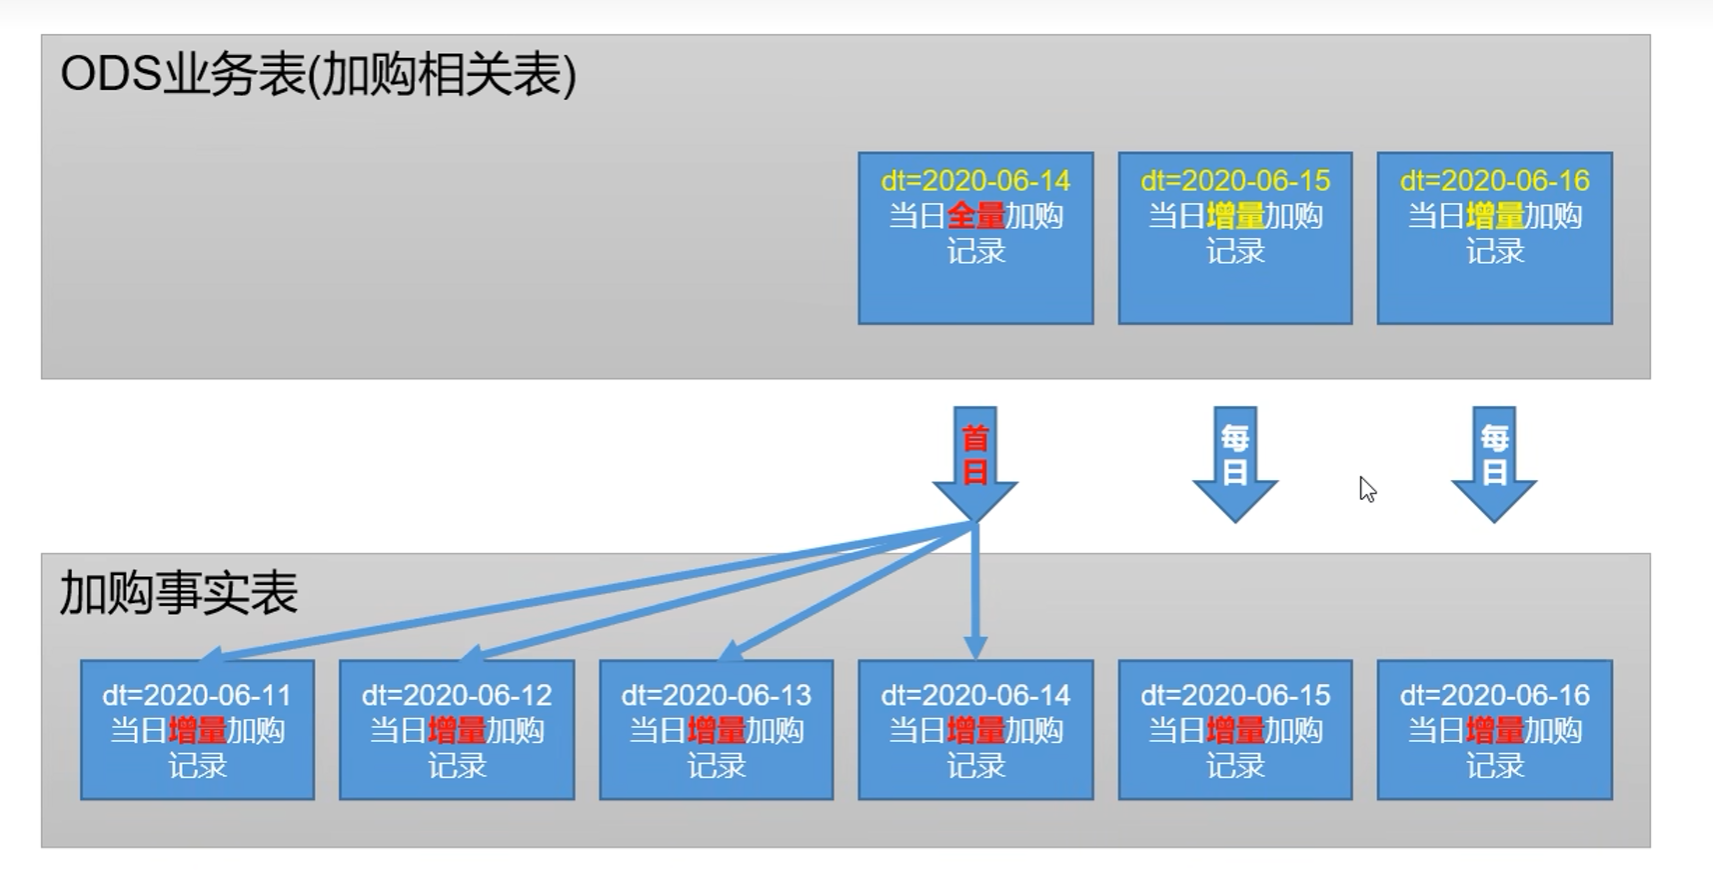 ODS业务表(加购相关表)
dt=2020-06-14
当日全量加购
记录
dt=2020-06-15
当日增量加购
记录
dt=2020-06-16
当日增量加购
记录
首
日
每
日
每
日
加购事实表
dt=2020-06-11
当日增量加购
记录
dt=2020-06-12
当日增量加购
记录
dt=2020-06-13
当日增量加购
记录
dt=2020-06-14
当日增量加购
记录
dt=2020-06-15
当日增量加购
记录
dt=2020-06-16
当日增量加购
记录